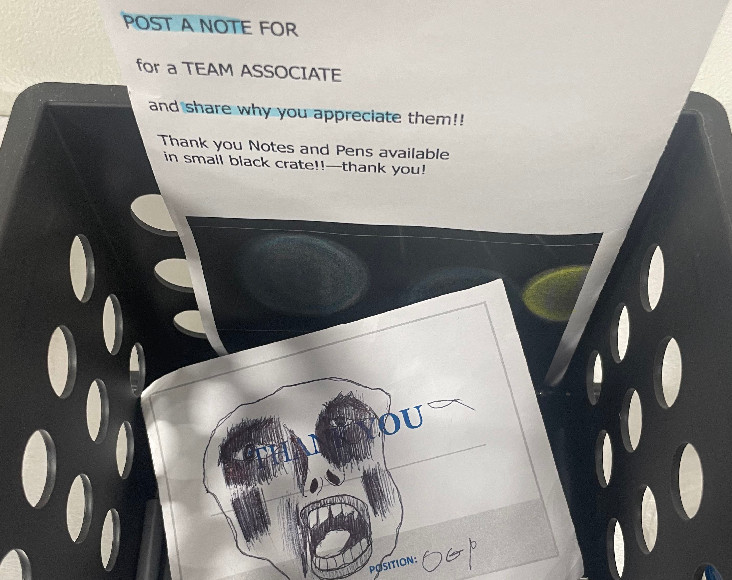 POST A NOTE FOR
for a TEAM ASSOCIATE
and share why you appreciate them!!
Thank you Notes and Pens available
in small black crate!!—thank you!
THANK YOU
POSITION: